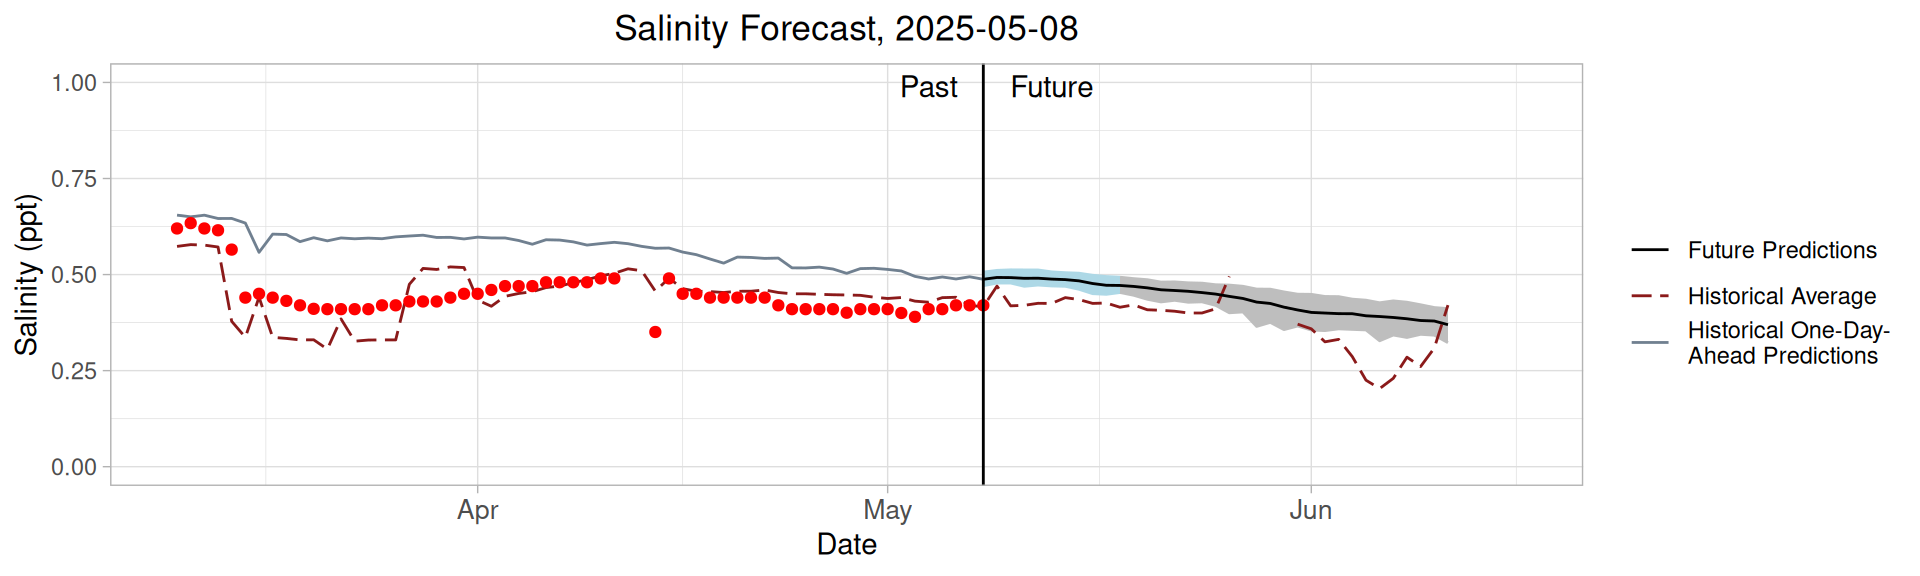 Salinity Forecast, 2025-05-08
Past
Future
1.00
0.75
0.50
0.25
0.00
Salinity (ppt)
Apr
May
Jun
Date
Future Predictions
Historical Average
Historical One-Day-
Ahead Predictions